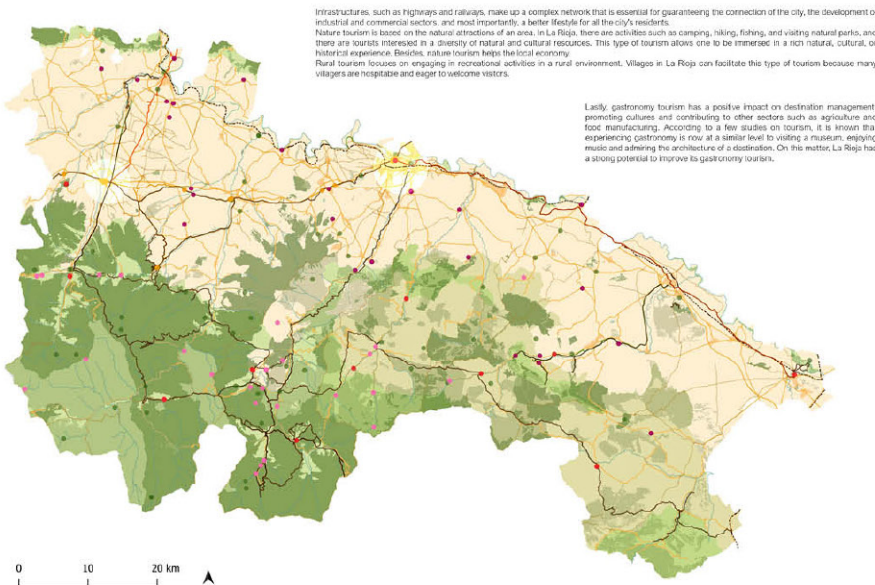 Infrastructures, such as highways and railways, make up a complex network that is essential for guaranteeing the connection of the city, the development of
industrial and commercial sectors, and most importantly, a better lifestyle for all the city's residents.
Nature tourism is based on the natural attractions of an area. In La Rioja, there are activities such as camping, hiking, fishing, and visiting natural parks, and
there are tourists interested in a diversity of natural and cultural resources. This type of tourism allows one to be immersed in a rich natural, cultural, or
historical experience. Besides, nature tourism helps the local economy.
Rural tourism focuses on engaging in recreational activities in a rural environment. Villages in La Rioja can facilitate this type of tourism because many
villagers are hospitable and eager to welcome visitors.
Lastly, gastronomy tourism has a positive impact on destination management,
promoting cultures and contributing to other sectors such as agriculture and
food manufacturing. According to a few studies on tourism, it is known that
experiencing gastronomy is now at a similar level to visiting a museum, enjoying
music and admiring the architecture of a destination. On this matter, La Rioja has
a strong potential to improve its gastronomy tourism.
0 10 20 km